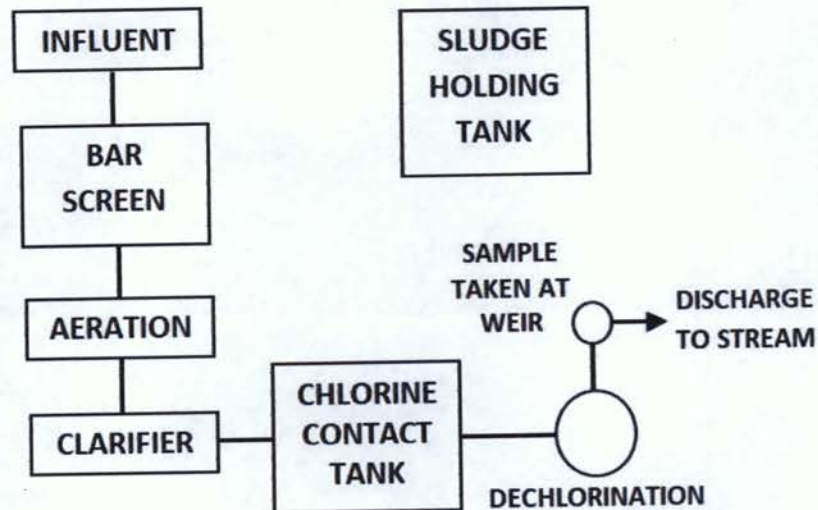 INFLUENT
BAR
SCREEN
AERATION
CLARIFIER
CHLORINE
CONTACT
TANK
DECHLORINATION
SAMPLE
TAKEN AT
WEIR
DISCHARGE
TO STREAM
SLUDGE
HOLDING
TANK